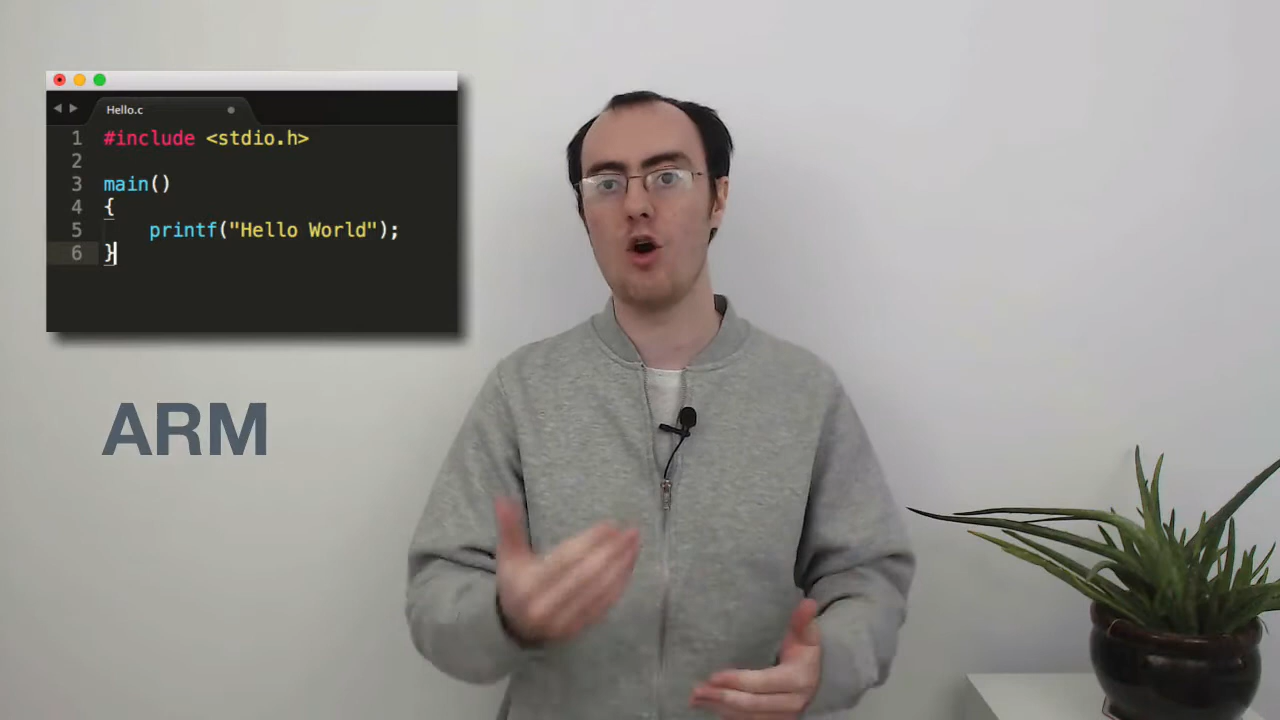 Hello.c
1 #include <stdio.h>
2
3 main()
4 {
5 printf("Hello World");
6 }
ARM